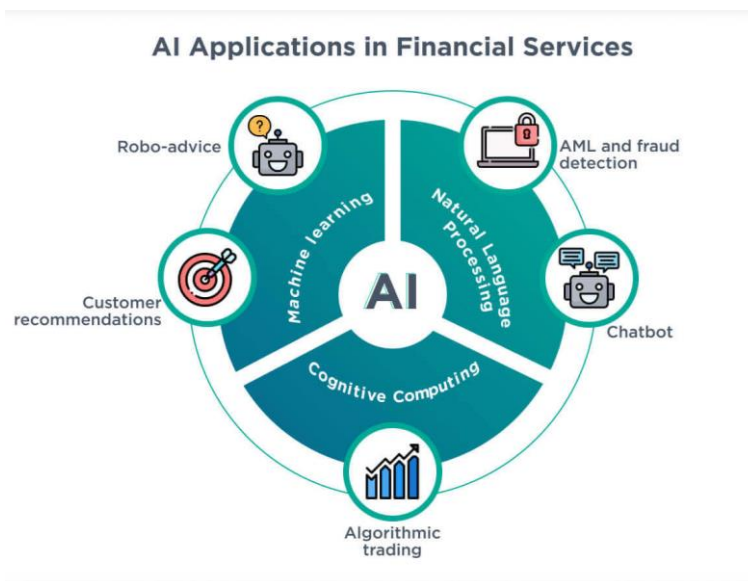 AI Applications in Financial Services
Robo-advice
?
AML and fraud
detection
Machine learning
Natural Language
Processing
AI
Customer
recommendations
Chatbot
Cognitive Computing
Algorithmic
trading